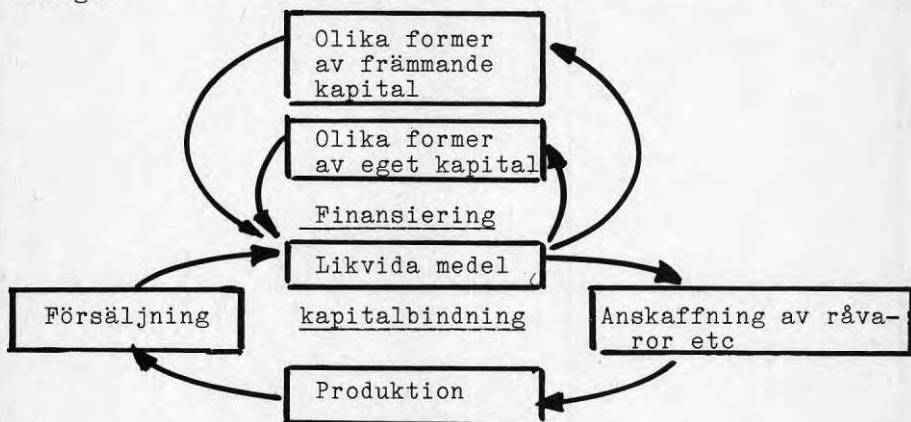 Olika former
av främmande
kapital
Olika former
av eget kapital
Finansiering
Likvida medel
Försäljning
kapitalbindning
Anskaffning av råva-
ror etc
Produktion